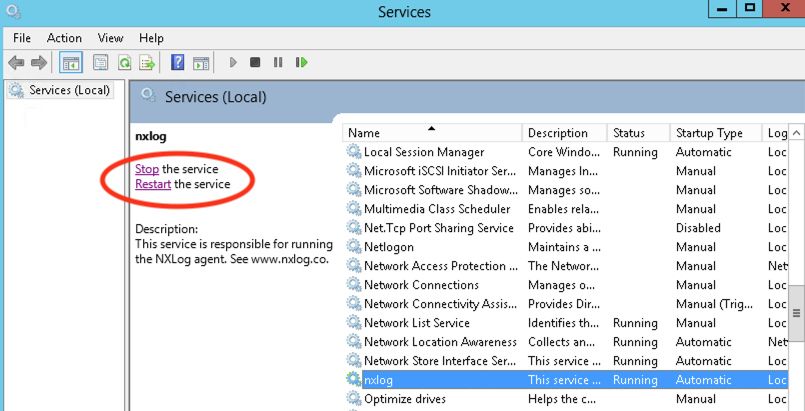 Services
File Action View Help
Services (Local)
Services (Local)
nxlog
Stop the service
Restart the service
Description:
This service is responsible for running
the NXLog agent. See www.nxlog.co.
Name Description Status Startup Type Log
Local Session Manager Core Windo... Running Automatic Loc
Microsoft iSCSI Initiator Ser... Manages In... Manual Loc
Microsoft Software Shadow... Manages so... Manual Loc
Multimedia Class Scheduler Enables rela... Manual Loc
Net.Tcp Port Sharing Service Provides abi... Disabled Loc
Netlogon Maintains a ... Manual Loc
Network Access Protection ... The Networ... Manual Net
Network Connections Manages o... Manual Loc
Network Connectivity Assis... Provides Dir... Manual (Trig... Loc
Network List Service Identifies th... Running Manual Loc
Network Location Awareness Collects an... Running Automatic Net
Network Store Interface Ser... This service ... Running Automatic Loc
nxlog This service ... Running Automatic Loc
Optimize drives Helps the c... Manual Loc